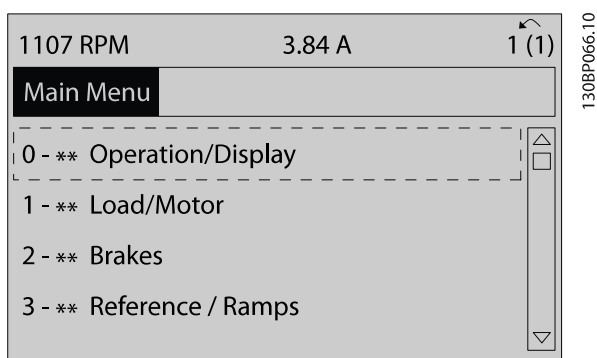 1107 RPM 3.84 A 1 (1)
Main Menu
0 - ** Operation/Display
1 - ** Load/Motor
2 - ** Brakes
3 - ** Reference / Ramps
130BP066.10